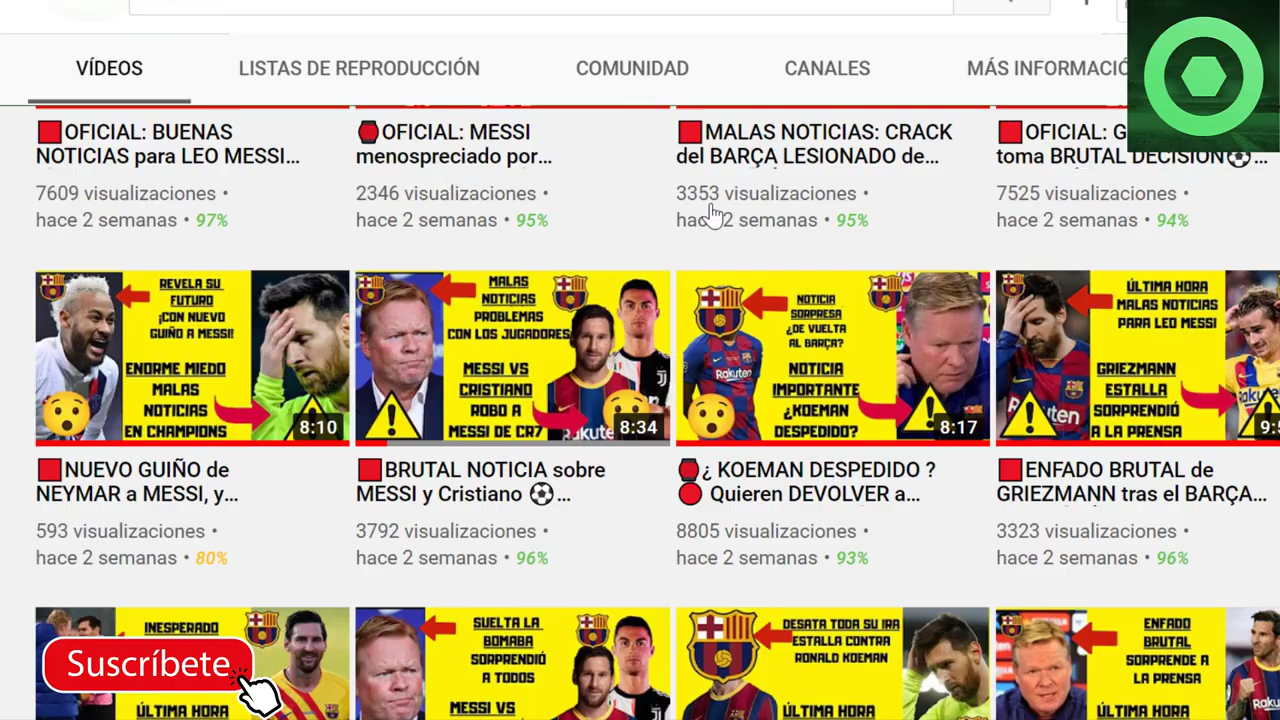 VÍDEOS
LISTAS DE REPRODUCCIÓN
COMUNIDAD
CANALES
MÁS INFORMACIÓ
OFICIAL: BUENAS
NOTICIAS para LEO MESSI...
7609 visualizaciones •
hace 2 semanas • 97%
OFICIAL: MESSI
menospreciado por...
2346 visualizaciones •
hace 2 semanas • 95%
MALAS NOTICIAS: CRACK
del BARÇA LESIONADO de...
3353 visualizaciones •
hace 2 semanas • 95%
OFICIAL: G
toma BRUTAL DECISIÓN⚽...
7525 visualizaciones •
hace 2 semanas • 94%
REVELA SU
FUTURO
¡CON NUEVO
GUIÑO A MESSI!
ENORME MIEDO
MALAS
NOTICIAS
EN CHAMPIONS
8:10
MALAS
NOTICIAS
PROBLEMAS
CON LOS JUGADORES
MESSI VS
CRISTIANO
ROBO A
MESSI DE CR7
Rakuten
8:34
NOTICIA
SORPRESA
¿DE VUELTA
AL BARÇA?
NOTICIA
IMPORTANTE
¿KOEMAN
DESPEDIDO?
Rakuten
8:17
ÚLTIMA HORA
MALAS NOTICIAS
PARA LEO MESSI
GRIEZMANN
ESTALLA
SORPRENDIÓ
A LA PRENSA
9:5
NUEVO GUIÑO de
NEYMAR a MESSI, y...
593 visualizaciones •
hace 2 semanas • 80%
BRUTAL NOTICIA sobre
MESSI y Cristiano ⚽...
3792 visualizaciones •
hace 2 semanas • 96%
¿ KOEMAN DESPEDIDO ?
Quieren DEVOLVER a...
8805 visualizaciones •
hace 2 semanas • 93%
ENFADO BRUTAL de
GRIEZMANN tras el BARÇA...
3323 visualizaciones •
hace 2 semanas • 96%
INESPERADO
ÚLTIMA HORA
SUELTA LA
BOMABA
SORPRENDIÓ
A TODOS
MESSI VS
DESATA TODA SU IRA
ESTALLA CONTRA
RONALD KOEMAN
ÚLTIMA HORA
ENFADO
BRUTAL
SORPRENDE A
LA PRENSA
ÚLTIMA HORA
Suscríbete